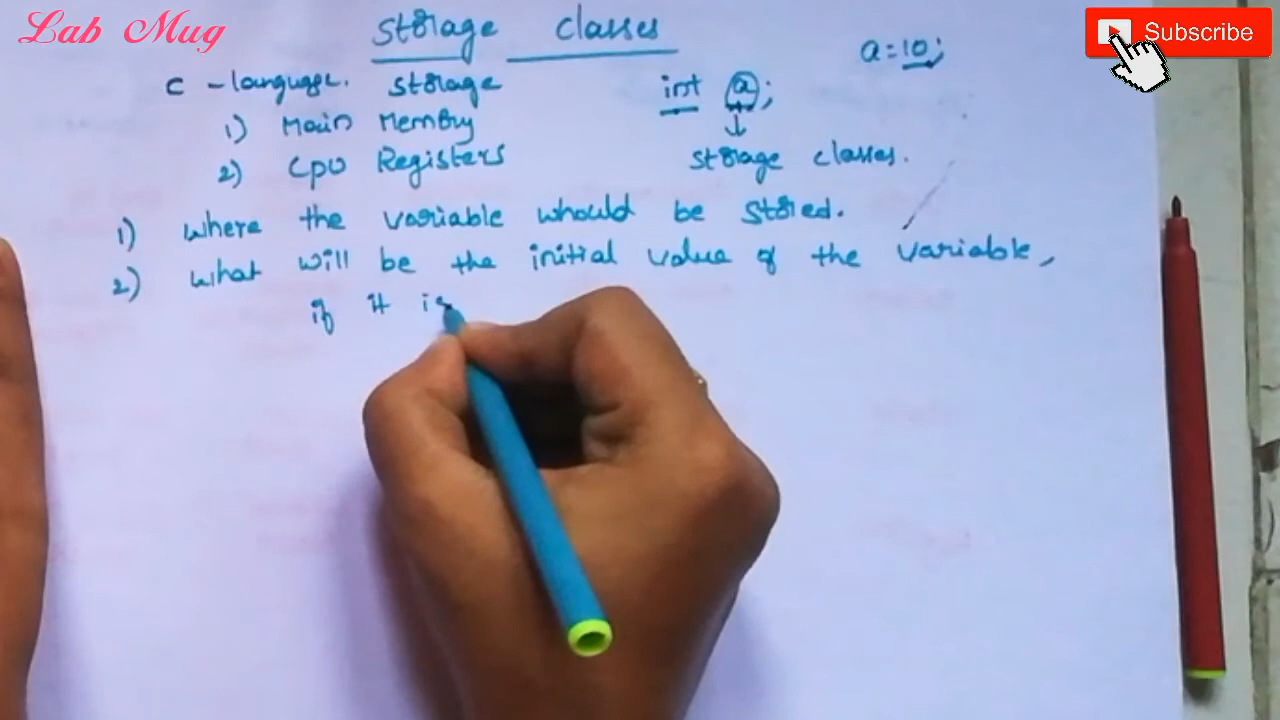 Lab Mug
Subscribe
Storage classes
a=10;
C - language. Storage
int a;
1) Main Memory
2) CPU Registers
storage classes.
1) where the variable whould be stored.
2) what will be the initial value of the variable,
if it is